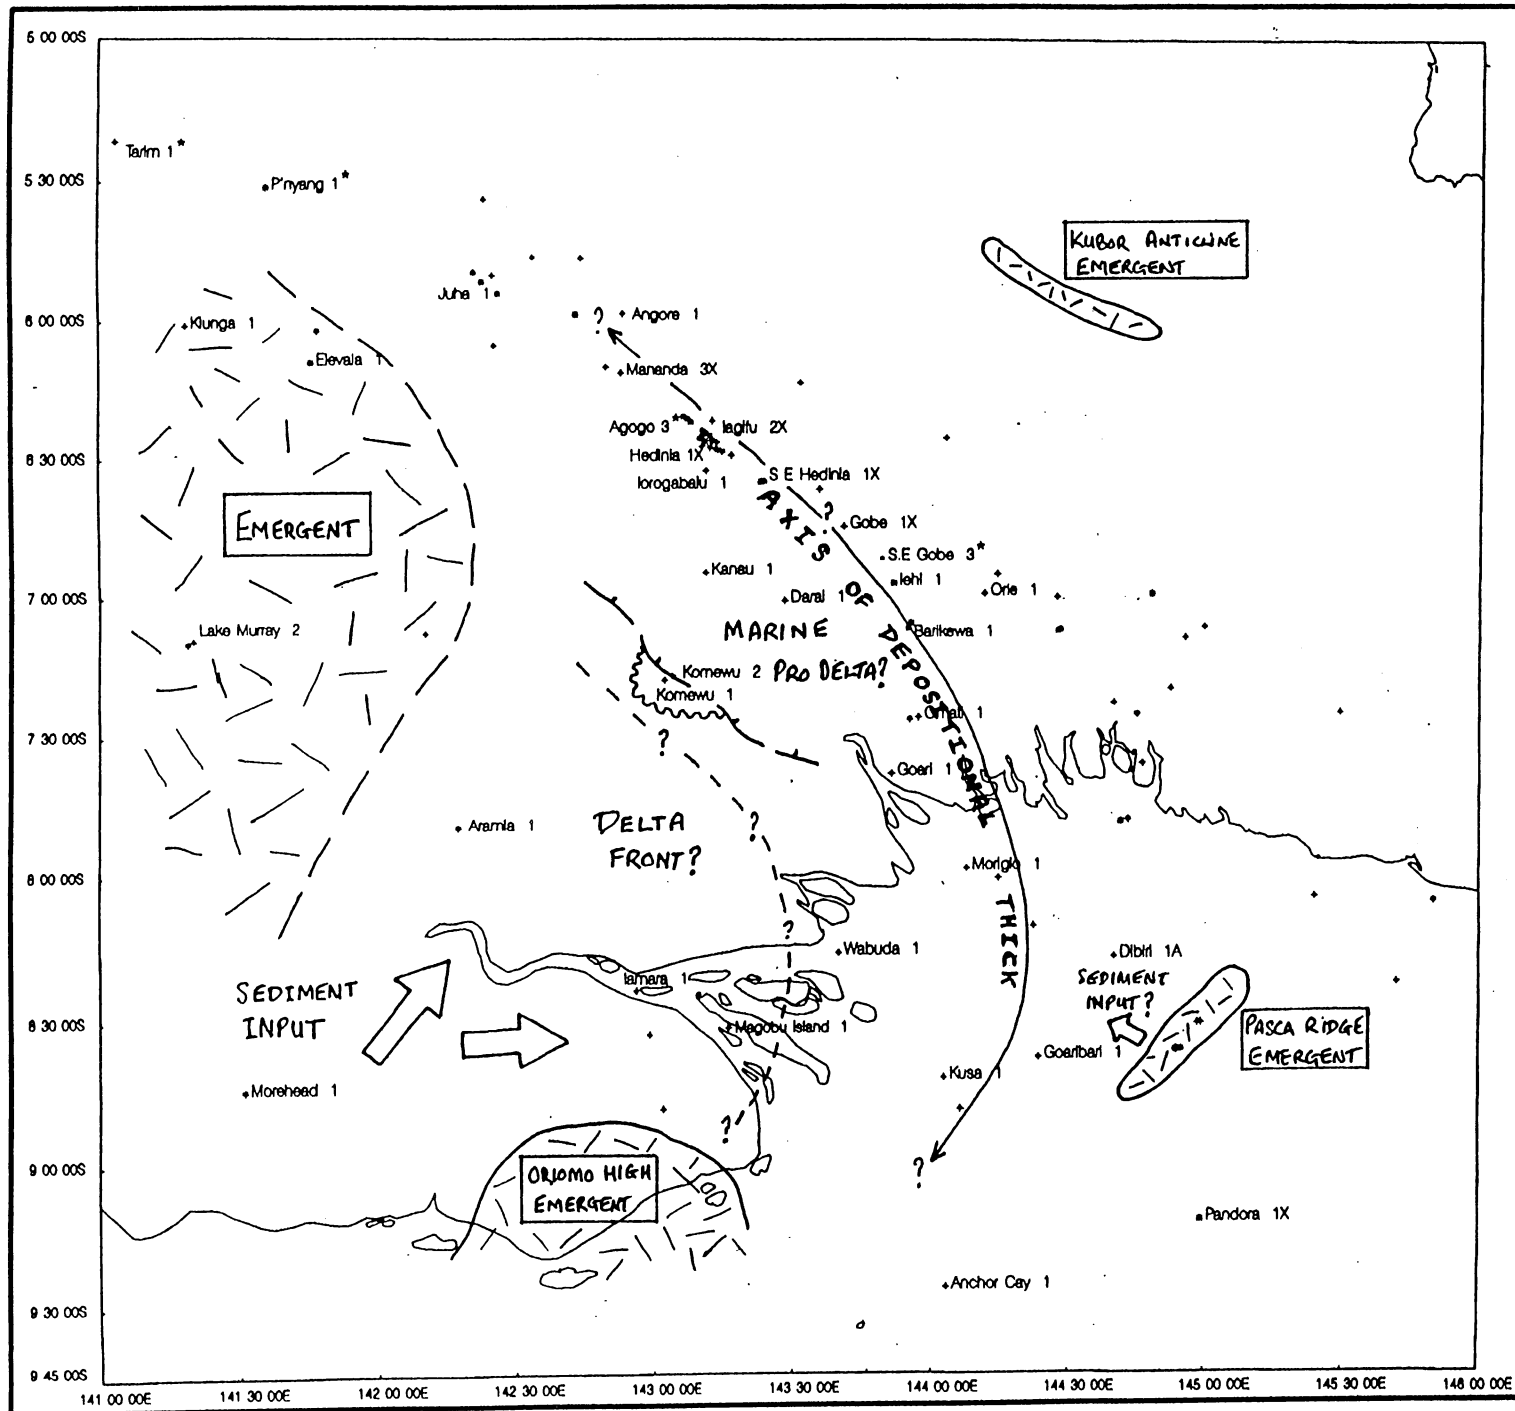 5 00 00S
Tarim 1*
5 30 00S
P'nyang 1*
KUBOR ANTICLINE
EMERGENT
Juha 1
6 00 00S
Kiunga 1
?
Angore 1
Elevala 1
Mananda 3X
Agogo 3*
Iagifu 2X
Hedinia 1X
6 30 00S
Iorogabaiu 1
S E Hedinia 1X
EMERGENT
?
Gobe 1X
S.E Gobe 3*
Kanau 1
Iehi 1
Orie 1
7 00 00S
Darai 1
AXIS OF DEPOSTIONAL THICK
Lake Murray 2
MARINE
Barikewa 1
Komewu 2
PRO DELTA?
Komewu 1
Omati 1
7 30 00S
?
Goari 1
Aramia 1
DELTA
FRONT?
?
8 00 00S
Morigio 1
?
Wabuda 1
Dibiri 1A
SEDIMENT
INPUT
Iamara 1
SEDIMENT
INPUT?
8 30 00S
Magobu Island 1
PASCA RIDGE
EMERGENT
Goaribari 1
Kusa 1
Morehead 1
?
9 00 00S
ORIOMO HIGH
EMERGENT
?
Pandora 1X
Anchor Cay 1
9 30 00S
9 45 00S
141 00 00E
141 30 00E
142 00 00E
142 30 00E
143 00 00E
143 30 00E
144 00 00E
144 30 00E
145 00 00E
145 30 00E
146 00 00E